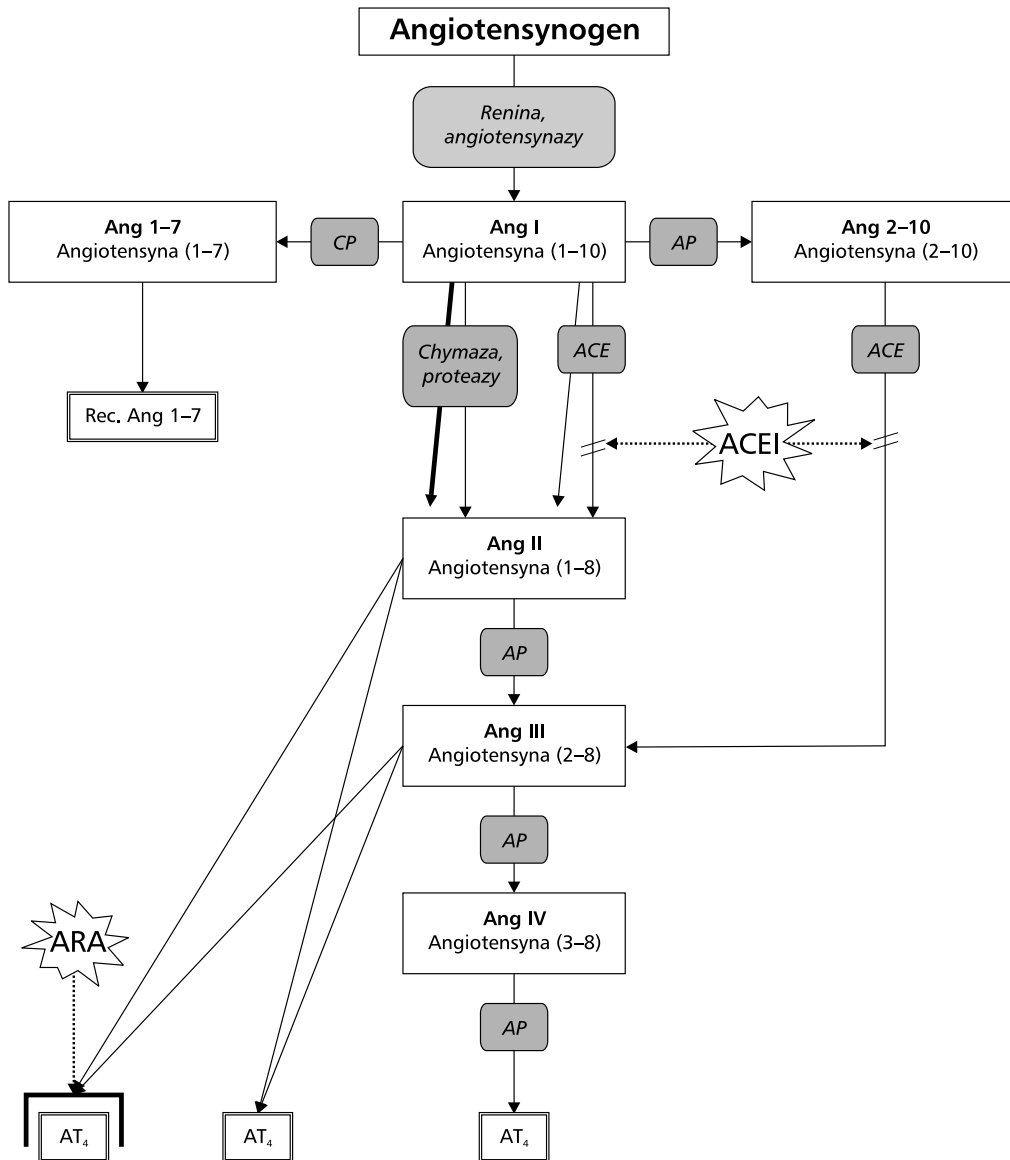 Angiotensynogen
Renina,
angiotensynazy
Ang 1–7
Angiotensyna (1–7)
CP
Ang I
Angiotensyna (1–10)
AP
Ang 2–10
Angiotensyna (2–10)
Chymaza,
proteazy
ACE
ACE
Rec. Ang 1–7
ACEI
Ang II
Angiotensyna (1–8)
AP
Ang III
Angiotensyna (2–8)
AP
Ang IV
Angiotensyna (3–8)
ARA
AP
AT₄
AT₄
AT₄